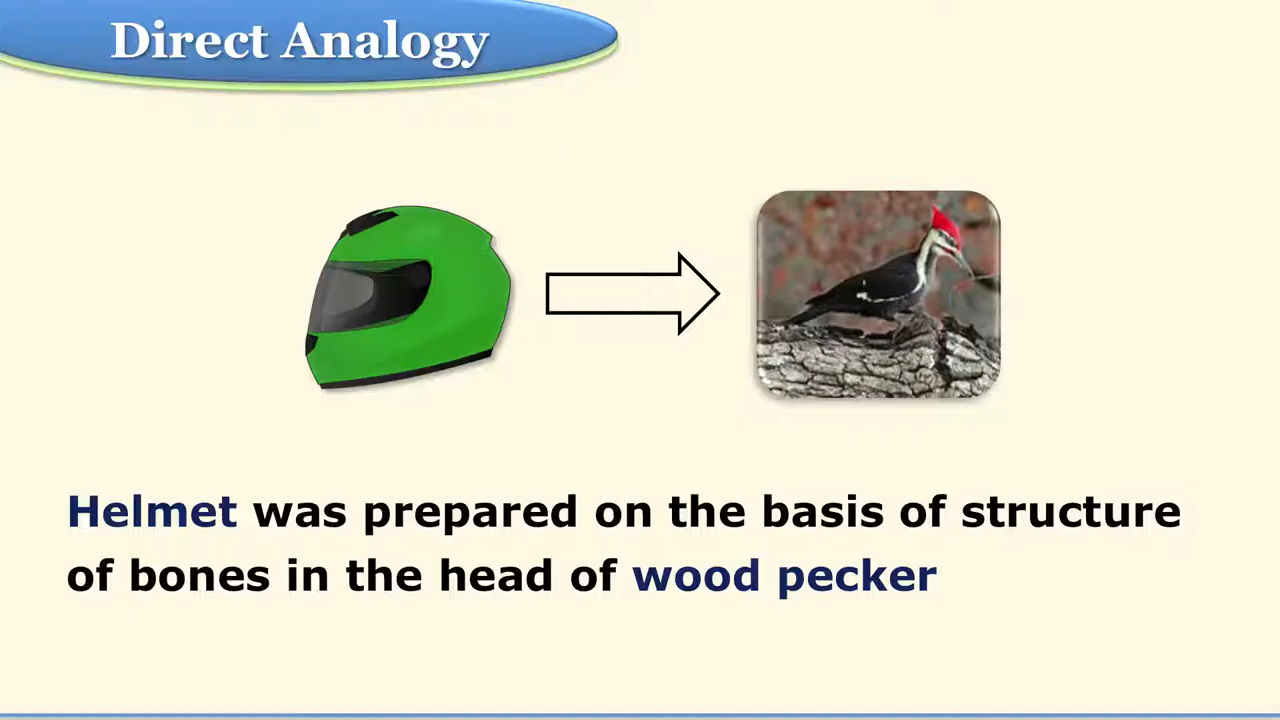 Direct Analogy
Helmet was prepared on the basis of structure
of bones in the head of wood pecker